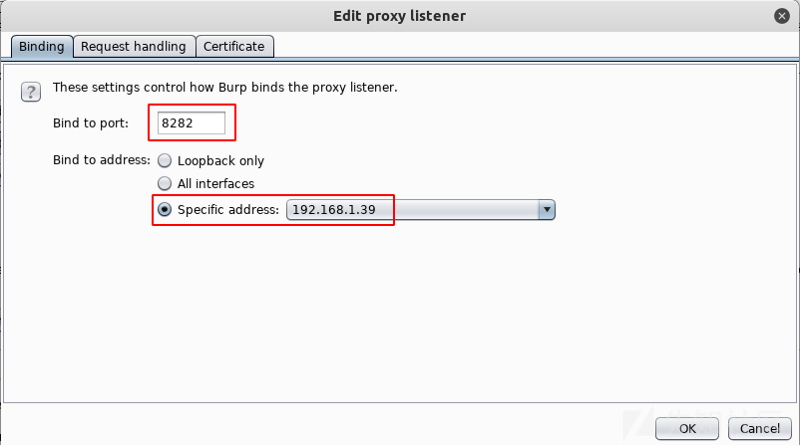 Edit proxy listener
Binding
Request handling
Certificate
?
These settings control how Burp binds the proxy listener.
Bind to port:
8282
Bind to address:
Loopback only
All interfaces
Specific address:
192.168.1.39
OK
Cancel